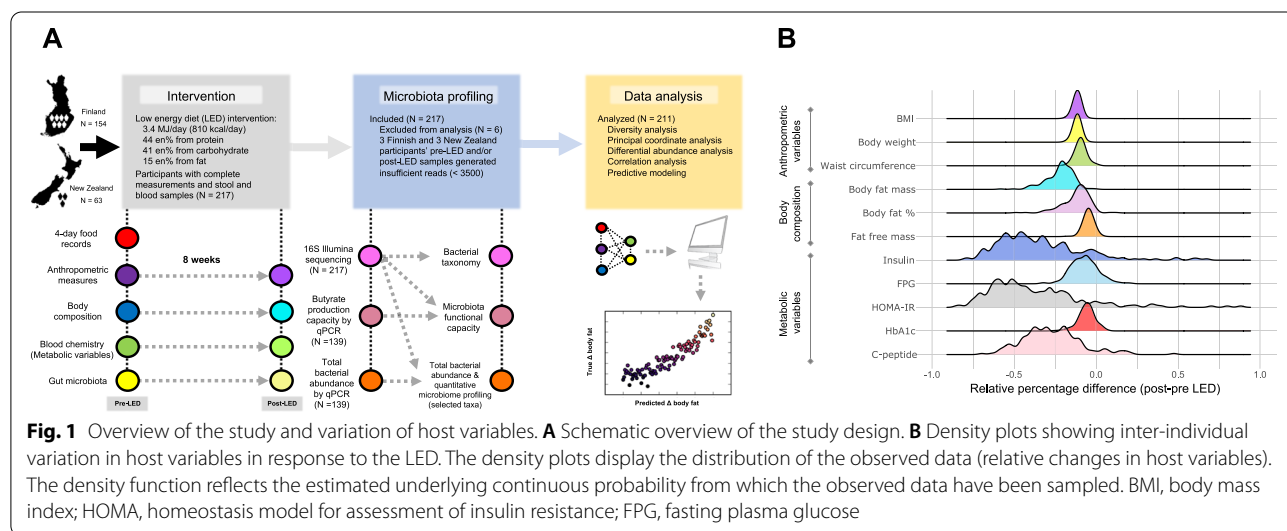 A
Finland
N = 154
New Zealand
N = 63
Intervention
Low energy diet (LED) intervention:
3.4 MJ/day (810 kcal/day)
44 en% from protein
41 en% from carbohydrate
15 en% from fat
Participants with complete
measurements and stool and
blood samples (N = 217)
Microbiota profiling
Included (N = 217)
Excluded from analysis (N = 6)
3 Finnish and 3 New Zealand
participants' pre-LED and/or
post-LED samples generated
insufficient reads (< 3500)
Data analysis
Analyzed (N = 211)
Diversity analysis
Principal coordinate analysis
Differential abundance analysis
Correlation analysis
Predictive modeling
4-day food
records
Anthropometric
measures
Body
composition
Blood chemistry
(Metabolic variables)
Gut microbiota
8 weeks
Pre-LED
Post-LED
16S Illumina
sequencing
(N = 217)
Butyrate
production
capacity by
qPCR
(N =139)
Total
bacterial
abundance
by qPCR
(N =139)
Bacterial
taxonomy
Microbiota
functional
capacity
Total bacterial
abundance &
quantitative
microbiome profiling
(selected taxa)
True Δ body fat
Predicted Δ body fat
B
Anthropometric
variables
Body
composition
Metabolic
variables
BMI
Body weight
Waist circumference
Body fat mass
Body fat %
Fat free mass
Insulin
FPG
HOMA-IR
HbA1c
C-peptide
-1.0 -0.5 0.0 0.5 1.0
Relative percentage difference (post-pre LED)
Fig. 1 Overview of the study and variation of host variables. A Schematic overview of the study design. B Density plots showing inter-individual
variation in host variables in response to the LED. The density plots display the distribution of the observed data (relative changes in host variables).
The density function reflects the estimated underlying continuous probability from which the observed data have been sampled. BMI, body mass
index; HOMA, homeostasis model for assessment of insulin resistance; FPG, fasting plasma glucose